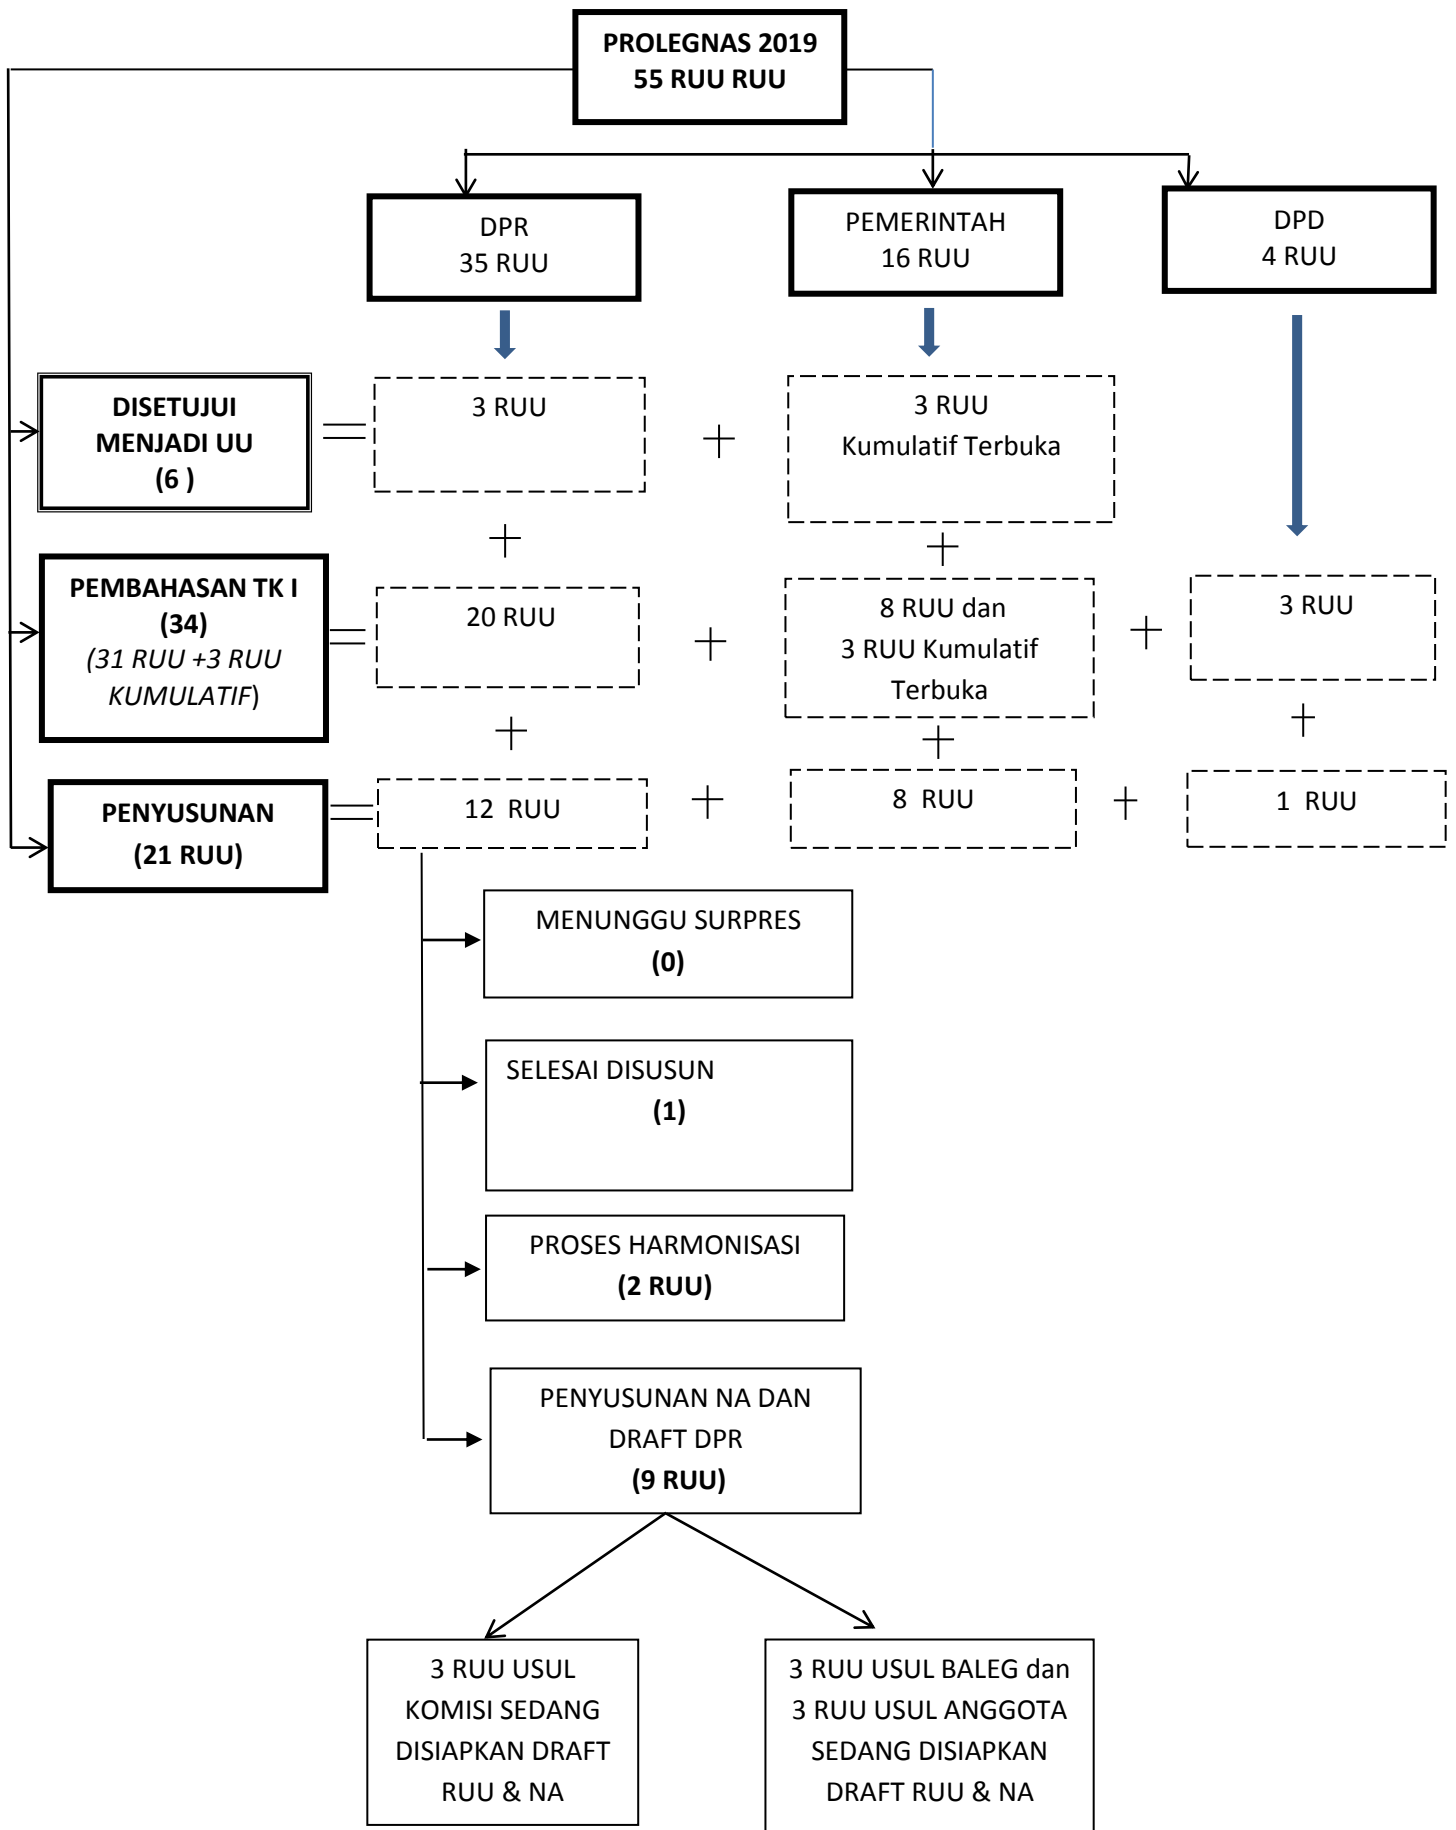 PROLEGNAS 2019
55 RUU RUU
DPR
35 RUU
PEMERINTAH
16 RUU
DPD
4 RUU
DISETUJUI
MENJADI UU
(6 )
=
3 RUU
+
3 RUU
Kumulatif Terbuka
+
+
PEMBAHASAN TK I
(34)
(31 RUU +3 RUU
KUMULATIF)
=
20 RUU
+
8 RUU dan
3 RUU Kumulatif
Terbuka
+
3 RUU
+
+
+
PENYUSUNAN
(21 RUU)
=
12 RUU
+
8 RUU
+
1 RUU
MENUNGGU SURPRES
(0)
SELESAI DISUSUN
(1)
PROSES HARMONISASI
(2 RUU)
PENYUSUNAN NA DAN
DRAFT DPR
(9 RUU)
3 RUU USUL
KOMISI SEDANG
DISIAPKAN DRAFT
RUU & NA
3 RUU USUL BALEG dan
3 RUU USUL ANGGOTA
SEDANG DISIAPKAN
DRAFT RUU & NA